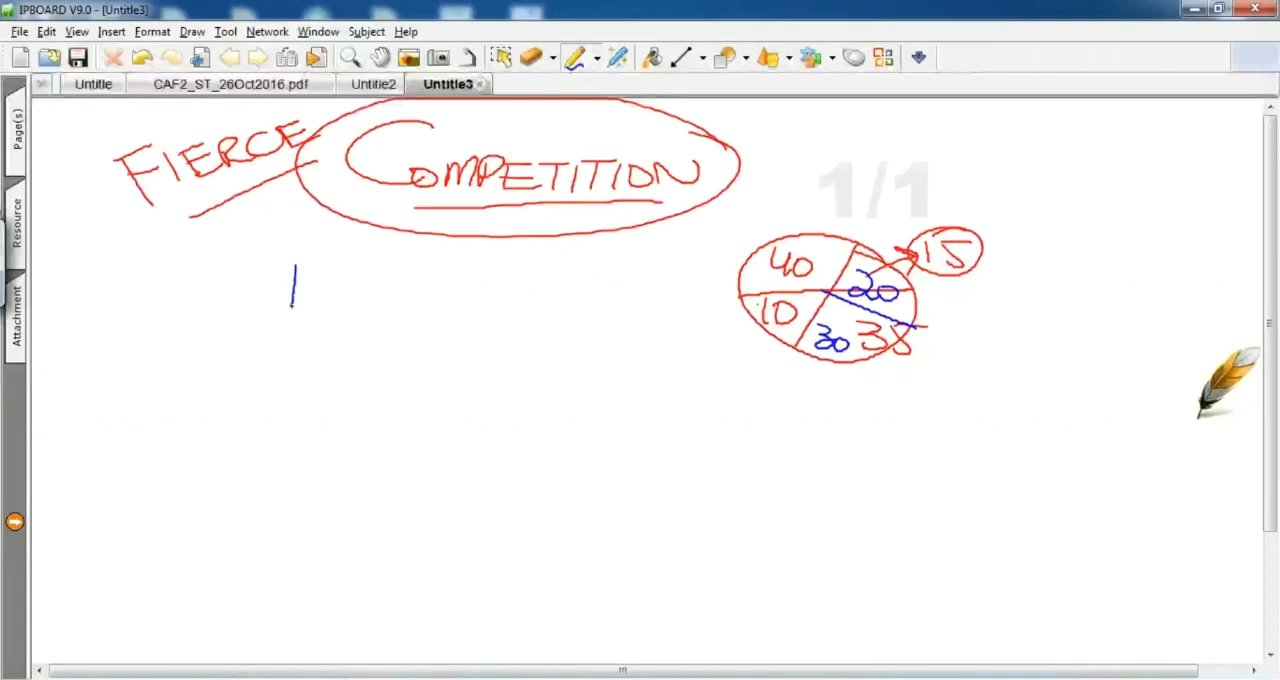 IPBOARD V9.0 - [Untitle3]
File Edit View Insert Format Draw Tool Network Window Subject Help
Untitle CAF2_ST_26Oct2016.pdf Untitle2 Untitle3
Page(s)
Resource
Attachment
FIERCE COMPETITION
1/1
40 20 15
10 30 35